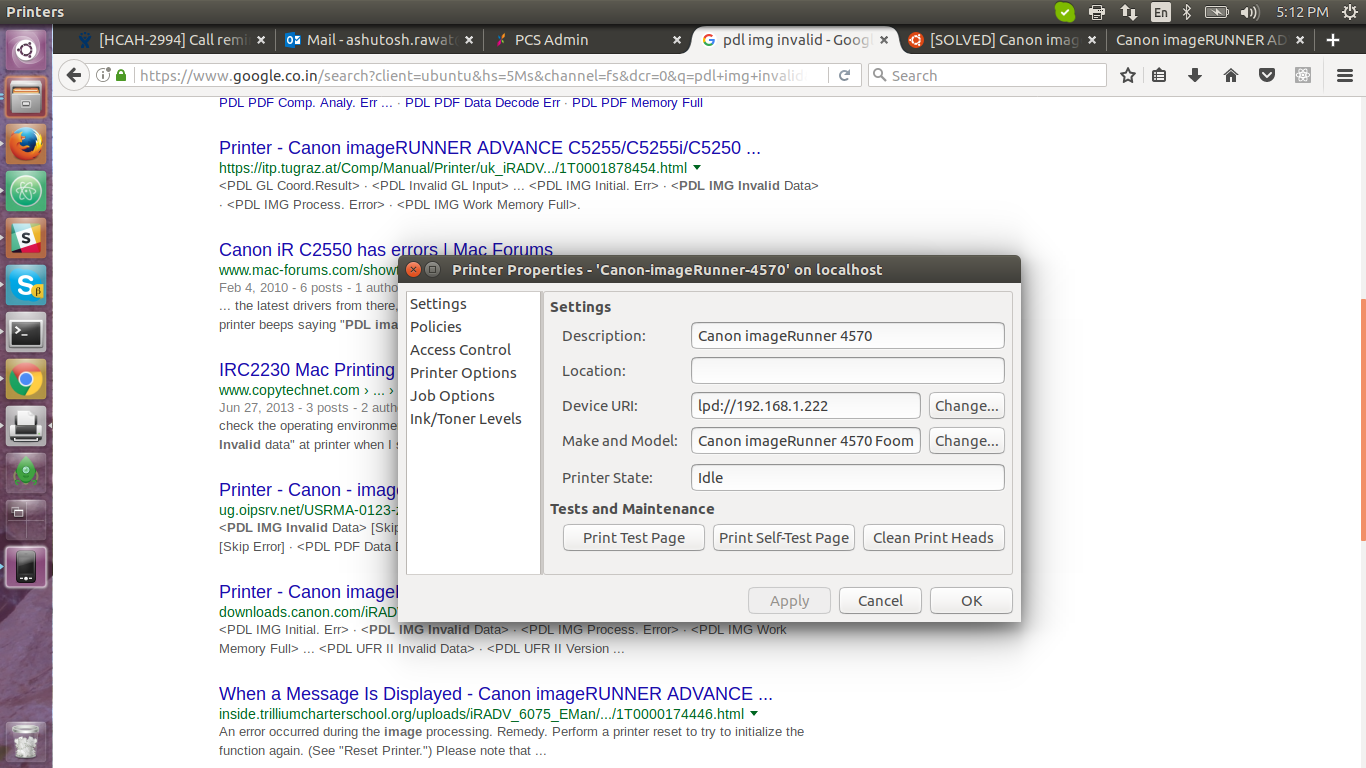 Printers
En
5:12 PM
[HCAH-2994] Call remi
Mail - ashutosh.rawat
PCS Admin
pdl img invalid - Goog
[SOLVED] Canon imag
Canon imageRUNNER AD
https://www.google.co.in/search?client=ubuntu&hs=5Ms&channel=fs&dcr=0&q=pdl+img+invalid
Search
PDL PDF Comp. Analy. Err ... · PDL PDF Data Decode Err · PDL PDF Memory Full
Printer - Canon imageRUNNER ADVANCE C5255/C5255i/C5250 ...
https://itp.tugraz.at/Comp/Manual/Printer/uk_iRADV.../1T0001878454.html
<PDL GL Coord.Result> · <PDL Invalid GL Input> ... <PDL IMG Initial. Err> · <PDL IMG Invalid Data>
· <PDL IMG Process. Error> · <PDL IMG Work Memory Full>.
Canon iR C2550 has errors | Mac Forums
www.mac-forums.com/show
Feb 4, 2010 - 6 posts - 1 autho
... the latest drivers from there,
printer beeps saying "PDL ima
IRC2230 Mac Printing
www.copytechnet.com › ... ›
Jun 27, 2013 - 3 posts - 2 auth
check the operating environme
Invalid data" at printer when I s
Printer - Canon - imag
ug.oipsrv.net/USRMA-0123-z
<PDL IMG Invalid Data> [Skip
[Skip Error] · <PDL PDF Data D
Printer - Canon imagel
downloads.canon.com/iRAD
<PDL IMG Initial. Err> · <PDL IMG Invalid Data> · <PDL IMG Process. Error> · <PDL IMG Work
Memory Full> ... <PDL UFR II Invalid Data> · <PDL UFR II Version ...
When a Message Is Displayed - Canon imageRUNNER ADVANCE ...
inside.trilliumcharterschool.org/uploads/iRADV_6075_EMan/.../1T0000174446.html
An error occurred during the image processing. Remedy. Perform a printer reset to try to initialize the
function again. (See "Reset Printer.") Please note that ...
Printer Properties - 'Canon-imageRunner-4570' on localhost
Settings
Policies
Access Control
Printer Options
Job Options
Ink/Toner Levels
Settings
Description: Canon imageRunner 4570
Location:
Device URI: lpd://192.168.1.222 Change...
Make and Model: Canon imageRunner 4570 Foom Change...
Printer State: Idle
Tests and Maintenance
Print Test Page Print Self-Test Page Clean Print Heads
Apply Cancel OK